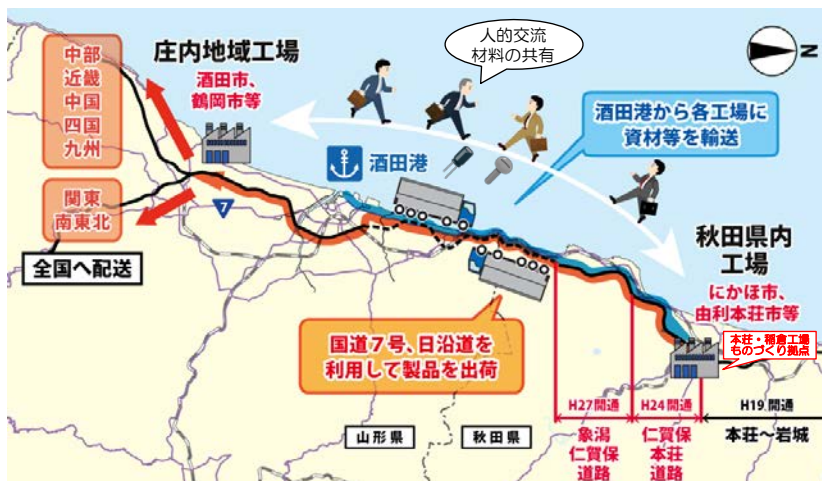 人的交流
材料の共有
N
中部
近畿
中国
四国
九州
庄内地域工場
酒田市、
鶴岡市等
酒田港から各工場に
資材等を輸送
酒田港
関東
南東北
7
全国へ配送
秋田県内
工場
にかほ市、
由利本荘市等
本荘・稲倉工場
ものづくり拠点
国道7号、日沿道を
利用して製品を出荷
H27開通
H24開通
H19開通
象潟
仁賀保
道路
仁賀保
本荘
道路
本荘～岩城
山形県
秋田県